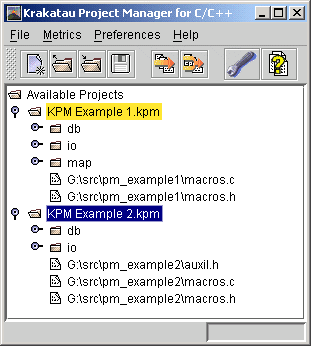 Krakatau Project Manager for C/C++
File Metrics Preferences Help
Available Projects
KPM Example 1.kpm
db
io
map
G:\src\pm_example1\macros.c
G:\src\pm_example1\macros.h
KPM Example 2.kpm
db
io
G:\src\pm_example2\auxil.h
G:\src\pm_example2\macros.c
G:\src\pm_example2\macros.h